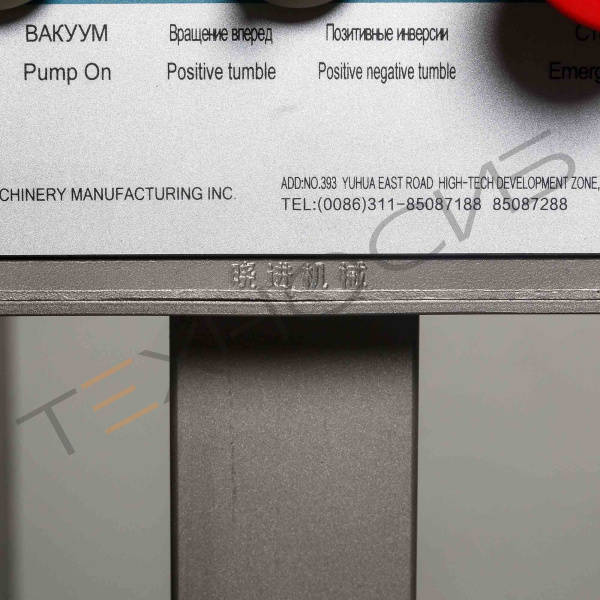 ВАКУУМ Вращение вперед Позитивные инверсии
Pump On Positive tumble Positive negative tumble
CHINERY MANUFACTURING INC. ADD:NO.393 YUHUA EAST ROAD HIGH-TECH DEVELOPMENT ZONE,
TEL:(0086)311-85087188 85087288
晓进机械
ТЕХНОСИБ